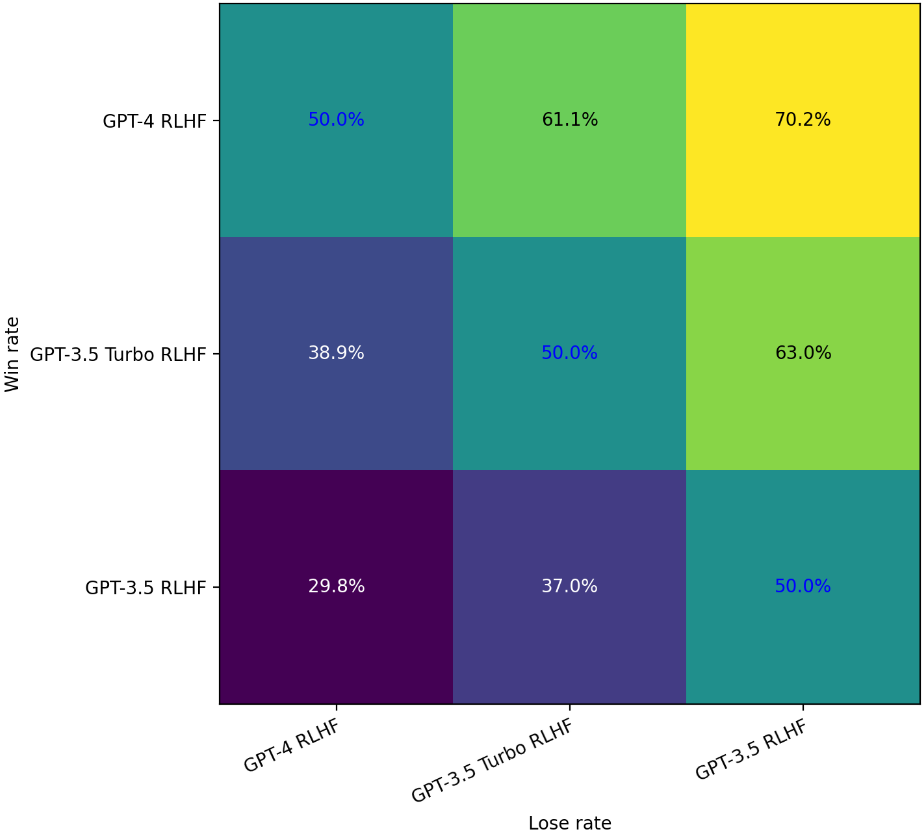 GPT-4 RLHF
50.0%
61.1%
70.2%
Win rate
GPT-3.5 Turbo RLHF
38.9%
50.0%
63.0%
GPT-3.5 RLHF
29.8%
37.0%
50.0%
GPT-4 RLHF
GPT-3.5 Turbo RLHF
GPT-3.5 RLHF
Lose rate